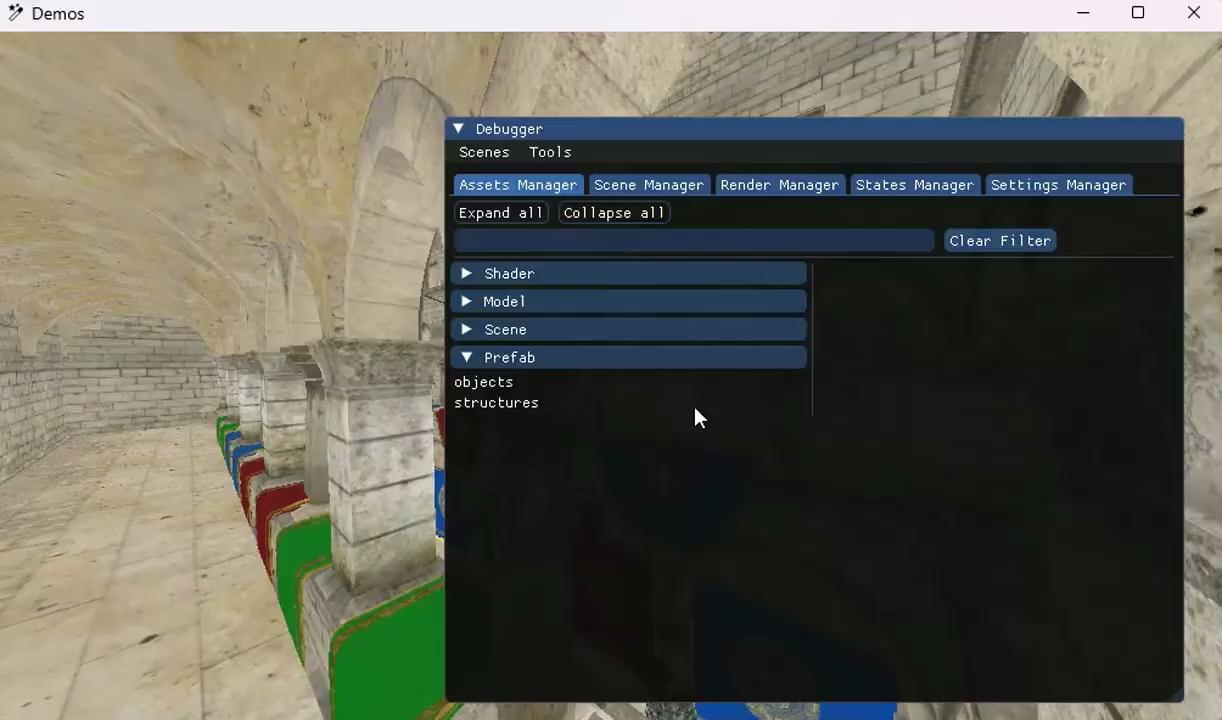 Demos
Debugger
Scenes Tools
Assets Manager Scene Manager Render Manager States Manager Settings Manager
Expand all Collapse all
Clear Filter
Shader
Model
Scene
Prefab
objects
structures